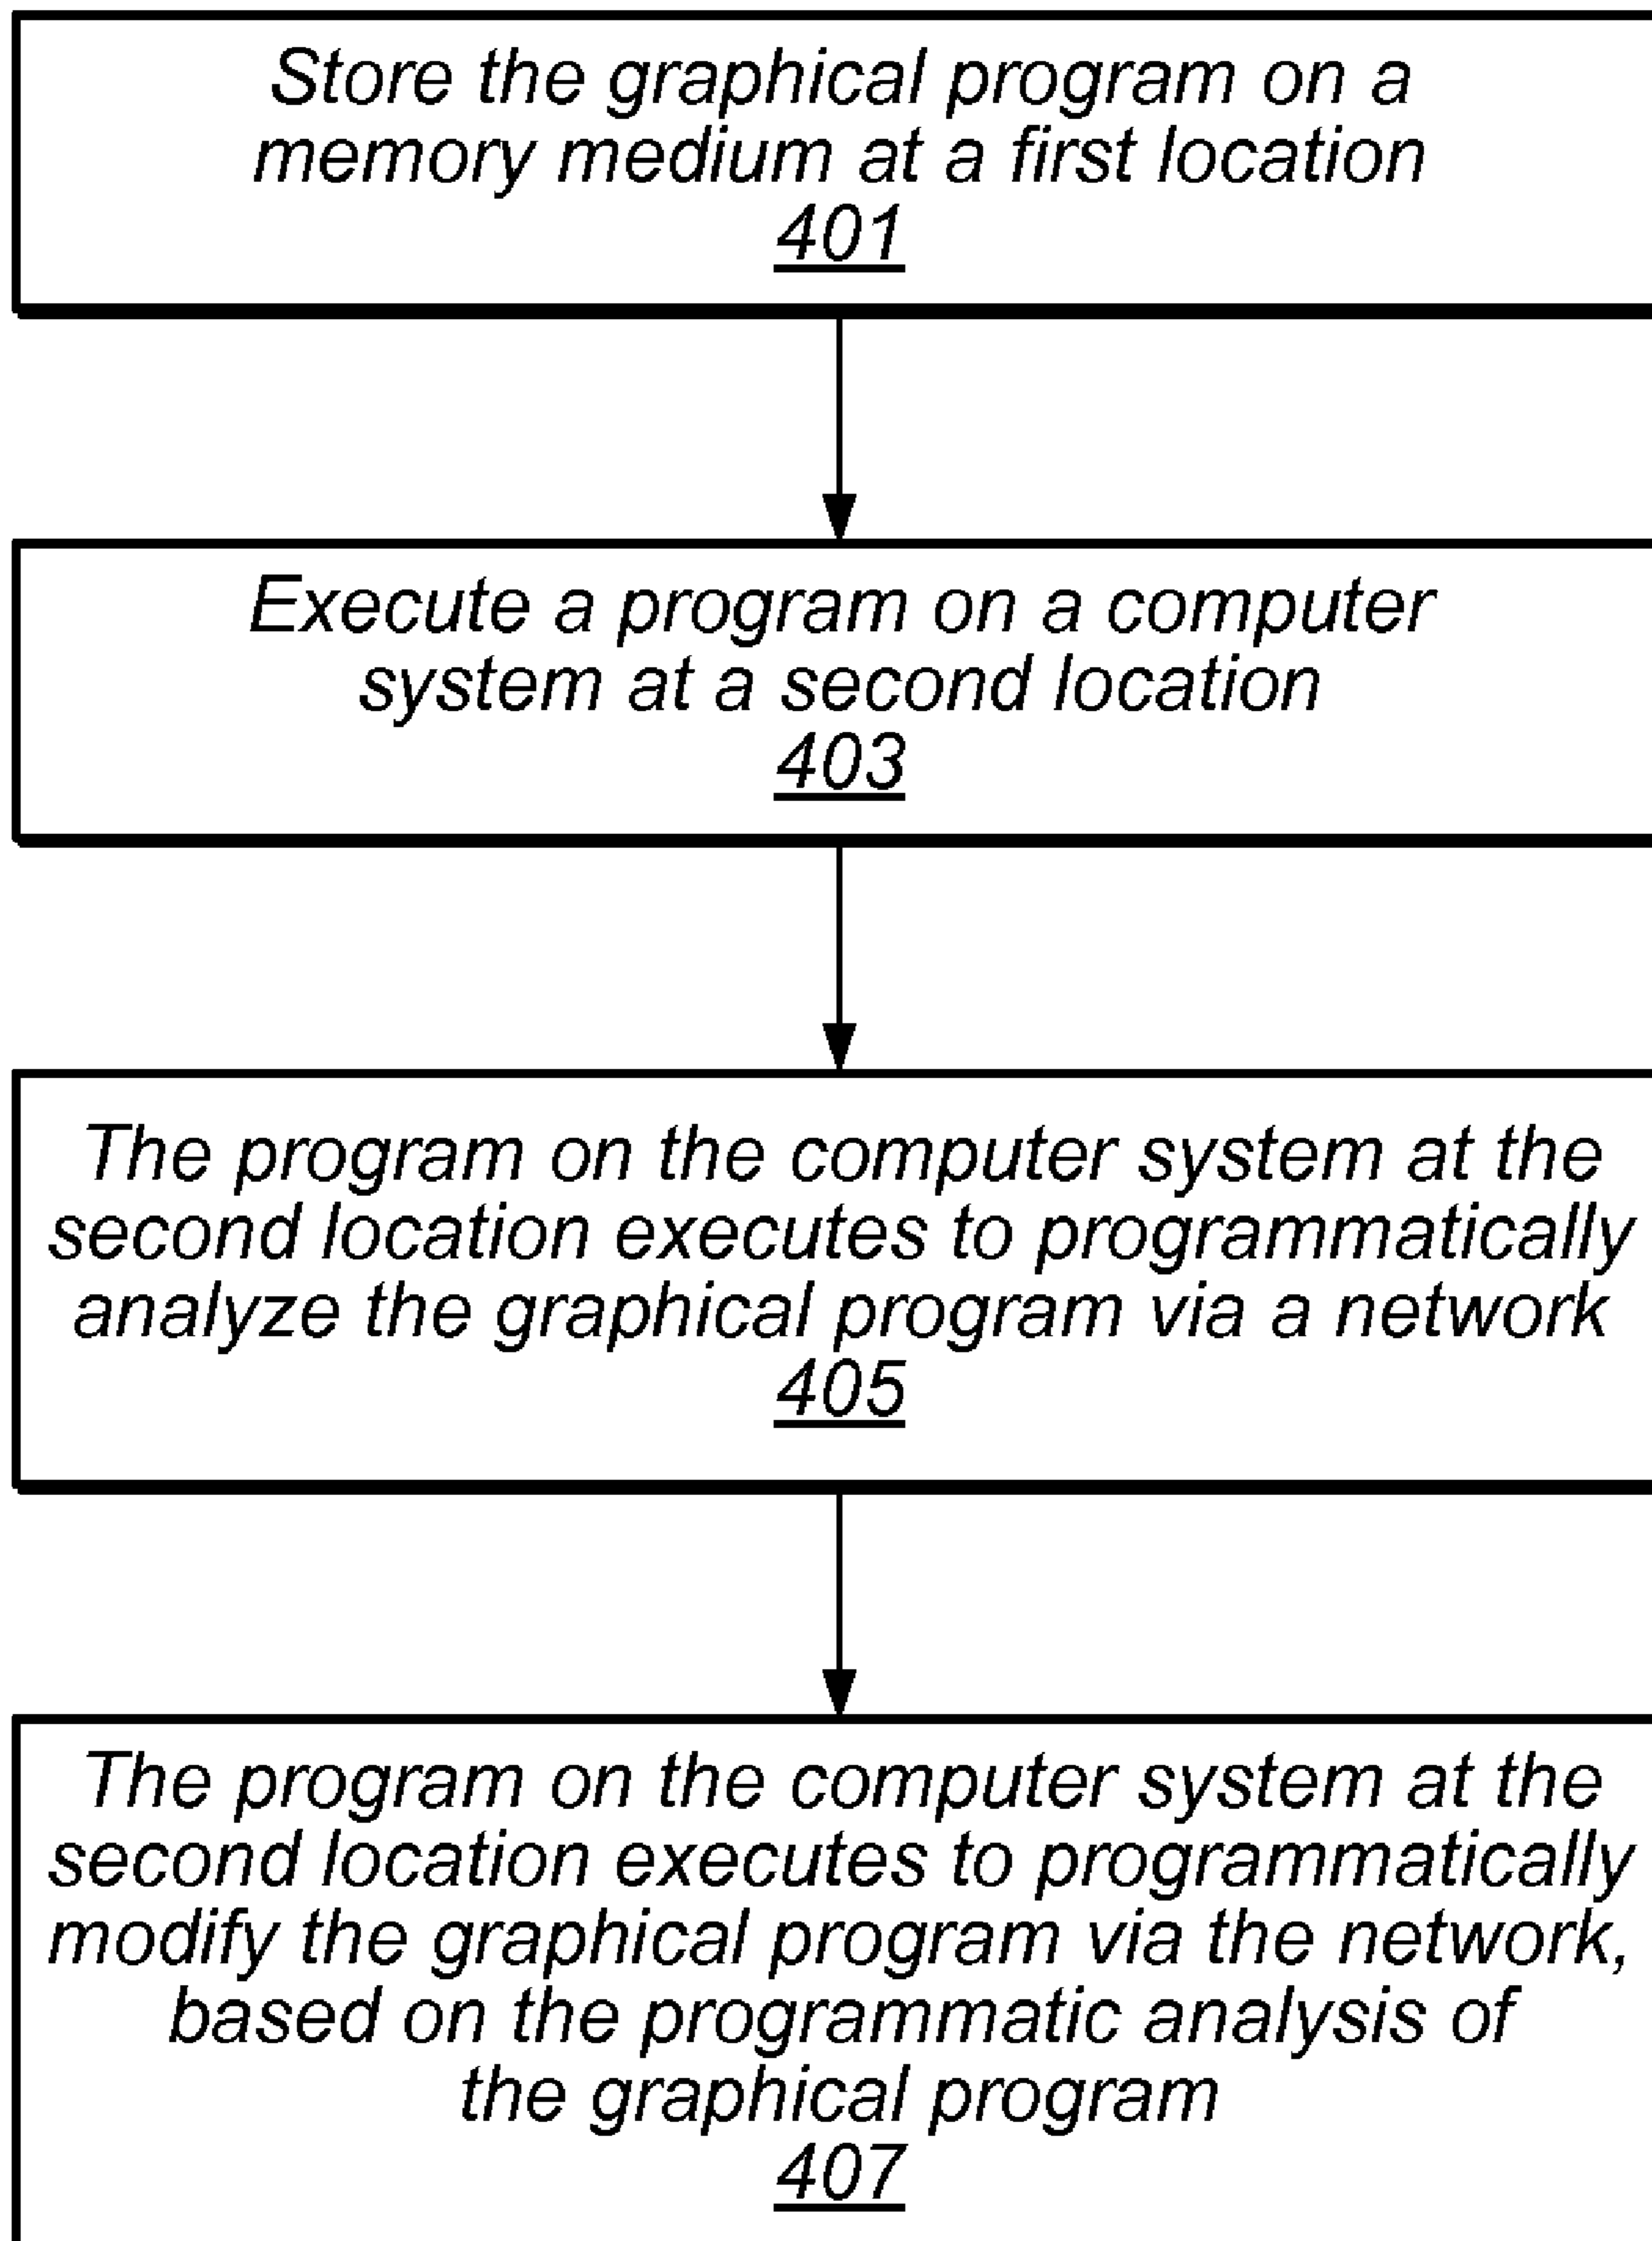 Store the graphical program on a
memory medium at a first location
401
Execute a program on a computer
system at a second location
403
The program on the computer system at the
second location executes to programmatically
analyze the graphical program via a network
405
The program on the computer system at the
second location executes to programmatically
modify the graphical program via the network,
based on the programmatic analysis of
the graphical program
407